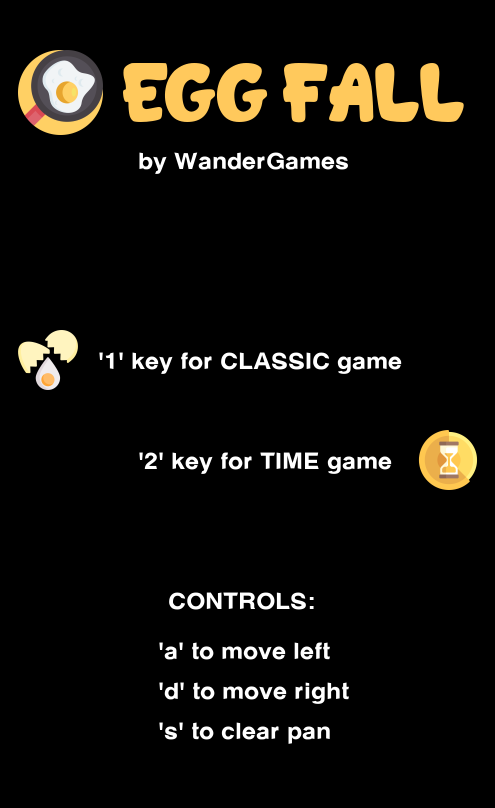 EGG FALL
by WanderGames
'1' key for CLASSIC game
'2' key for TIME game
CONTROLS:
'a' to move left
'd' to move right
's' to clear pan